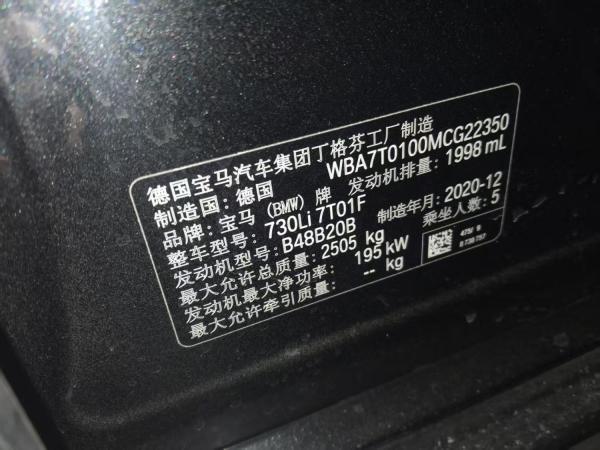 德国宝马汽车集团丁格芬工厂制造
制造国: 德国 WBA7T0100MCG22350
品牌: 宝马 (BMW) 牌 发动机排量: 1998 mL
整车型号: 730Li 7T01F
发动机型号: B48B20B 制造年月: 2020-12
最大允许总质量: 2505 kg 乘坐人数: 5
发动机最大净功率: 195 kW
最大允许牵引质量: -- kg